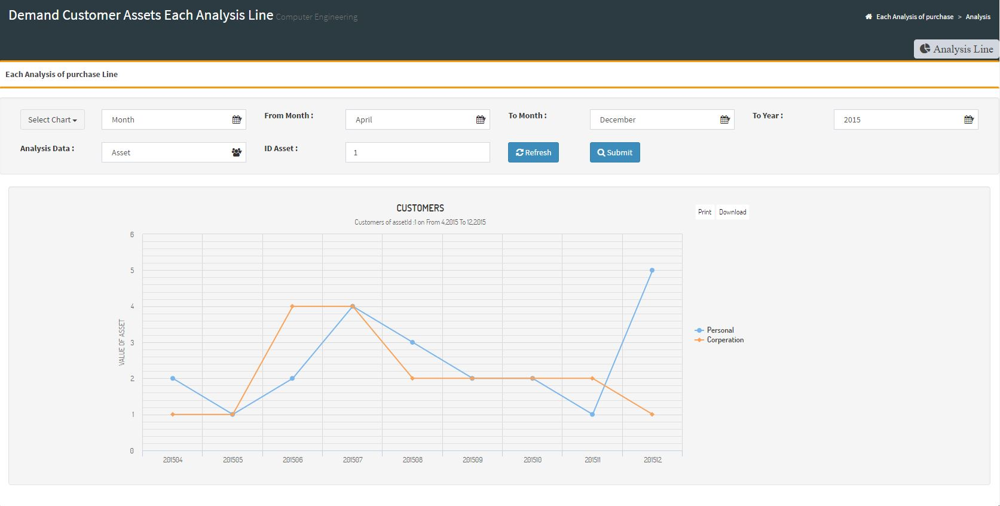 Demand Customer Assets Each Analysis Line Computer Engineering
Each Analysis of purchase > Analysis
Analysis Line
Each Analysis of purchase Line
Select Chart
Month
From Month :
April
To Month :
December
To Year :
2015
Analysis Data :
Asset
ID Asset :
1
Refresh
Submit
CUSTOMERS
Customers of assetId :1 on From 4,2015 To 12,2015
Print
Download
6
5
4
3
2
1
0
VALUE OF ASSET
Personal
Corperation
201504
201505
201506
201507
201508
201509
201510
201511
201512